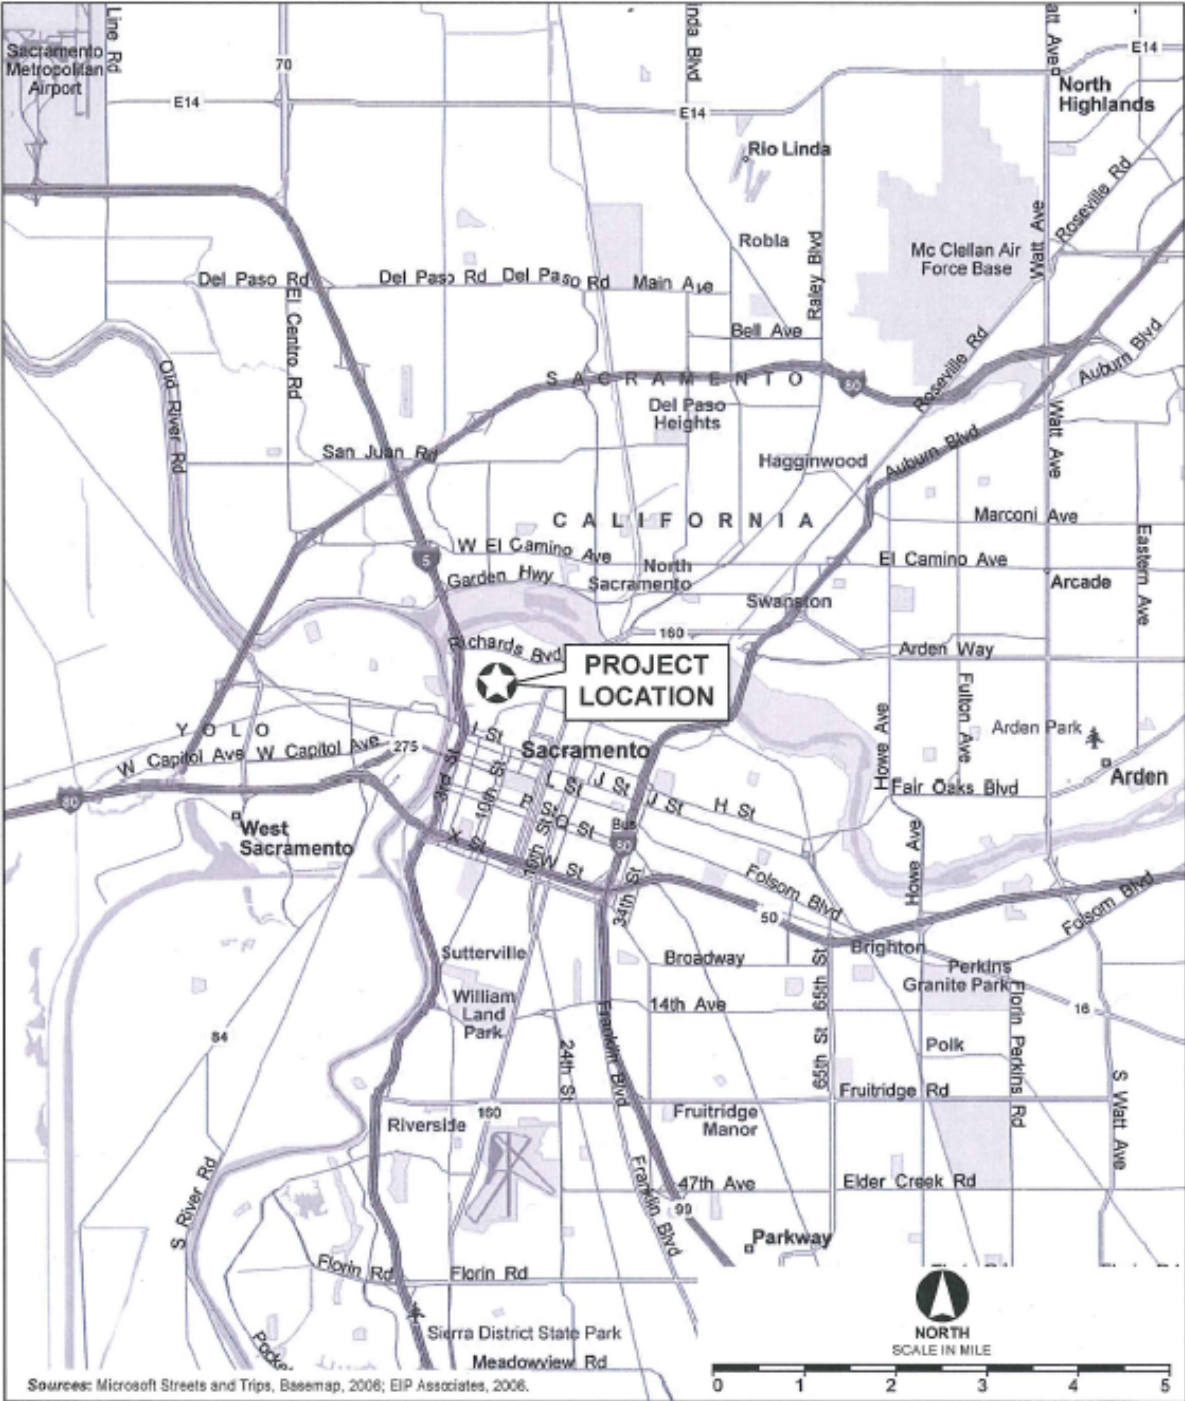 Line Rd
inda Blvd
att Ave
E14
Sacramento
Metropolitan
Airport
70
North
Highlands
E14
E14
Rio Linda
Roseville Rd
Watt Ave
Robla
Raley Blvd
Mc Clellan Air
Force Base
Del Paso Rd
Del Paso Rd
Del Paso Rd
Main Ave
El Centro Rd
Bell Ave
Roseville Rd
Auburn Blvd
Old River Rd
SACRAMENTO
80
Del Paso
Heights
Watt Ave
San Juan Rd
Hagginwood
Auburn Blvd
CALIFORNIA
Marconi Ave
Eastern Ave
W El Camino Ave
5
El Camino Ave
North
Sacramento
Garden Hwy
Arcade
Swanston
160
Richards Blvd
Arden Way
PROJECT
LOCATION
Fulton Ave
Howe Ave
Arden Park
YOLO
I St
W Capitol Ave
W Capitol Ave
275
Sacramento
3rd St
10th St
L St
J St
J St
H St
Arden
Fair Oaks Blvd
80
P St
Q St
Bus
80
West
Sacramento
X St
W St
Howe Ave
34th St
Folsom Blvd
50
Folsom Blvd
Brighton
Sutterville
Broadway
65th St
Perkins
Granite Park
William
Land
Park
14th Ave
Florin Perkins Rd
16
84
Franklin Blvd
24th St
65th St
Polk
S Watt Ave
160
Fruitridge Rd
Riverside
Fruitridge
Manor
S River Rd
Franklin Blvd
47th Ave
Elder Creek Rd
99
Parkway
Florin Rd
Florin Rd
NORTH
SCALE IN MILE
Sierra District State Park
Meadowview Rd
Sources: Microsoft Streets and Trips, Basemap, 2006; EIP Associates, 2006.
0 1 2 3 4 5